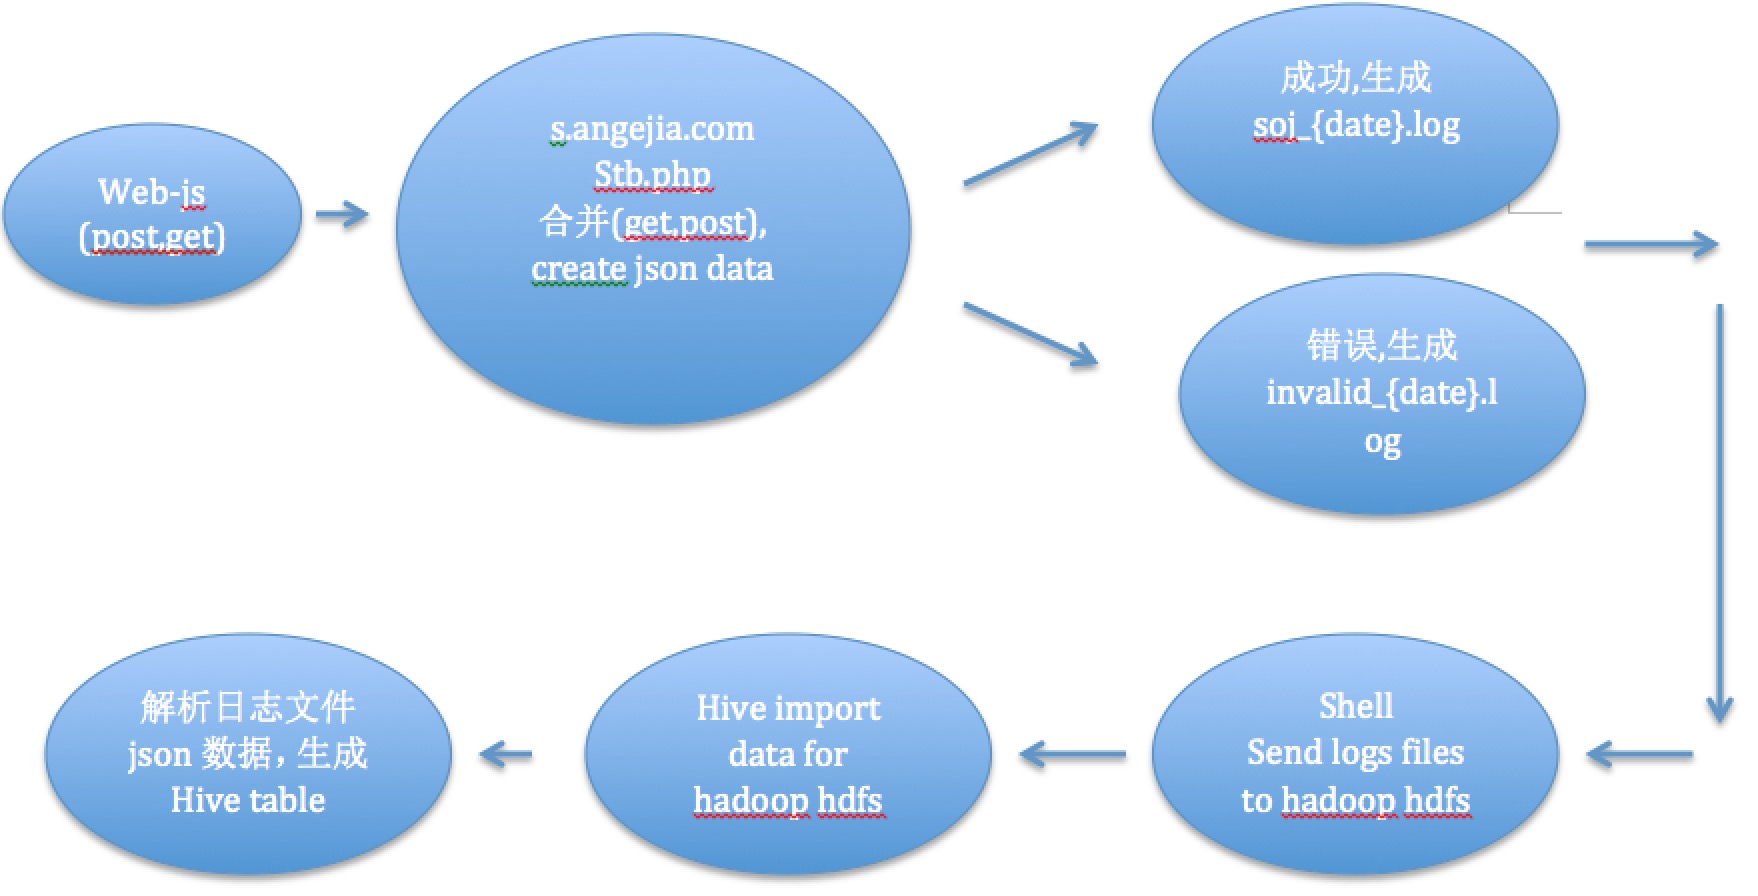 Web-js
(post,get)
s.angejia.com
Stb.php
合并(get,post),
create json data
成功,生成
soj_{date}.log
错误,生成
invalid_{date}.l
og
Shell
Send logs files
to hadoop hdfs
Hive import
data for
hadoop hdfs
解析日志文件
json 数据，生成
Hive table